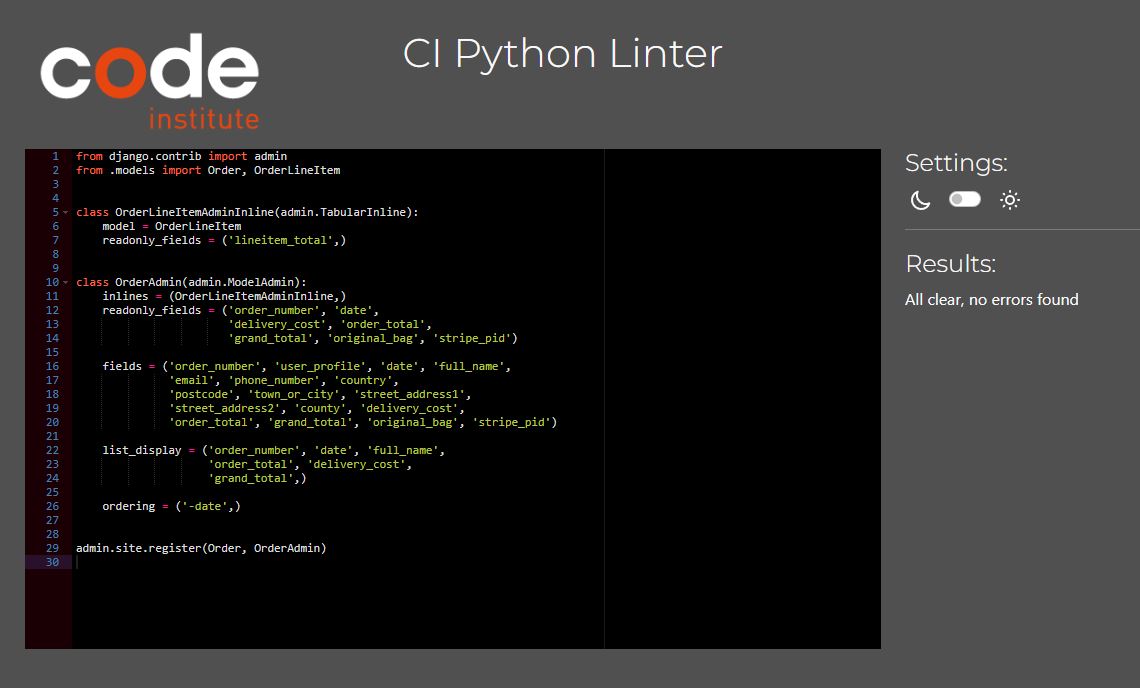 code
institute
CI Python Linter
1 from django.contrib import admin
2 from .models import Order, OrderLineItem
3
4
5 class OrderLineItemAdminInline(admin.TabularInline):
6     model = OrderLineItem
7     readonly_fields = ('lineitem_total',)
8
9
10 class OrderAdmin(admin.ModelAdmin):
11     inlines = (OrderLineItemAdminInline,)
12     readonly_fields = ('order_number', 'date',
13                        'delivery_cost', 'order_total',
14                        'grand_total', 'original_bag', 'stripe_pid')
15
16     fields = ('order_number', 'user_profile', 'date', 'full_name',
17               'email', 'phone_number', 'country',
18               'postcode', 'town_or_city', 'street_address1',
19               'street_address2', 'county', 'delivery_cost',
20               'order_total', 'grand_total', 'original_bag', 'stripe_pid')
21
22     list_display = ('order_number', 'date', 'full_name',
23                     'order_total', 'delivery_cost',
24                     'grand_total',)
25
26     ordering = ('-date',)
27
28
29 admin.site.register(Order, OrderAdmin)
30
Settings:
Results:
All clear, no errors found